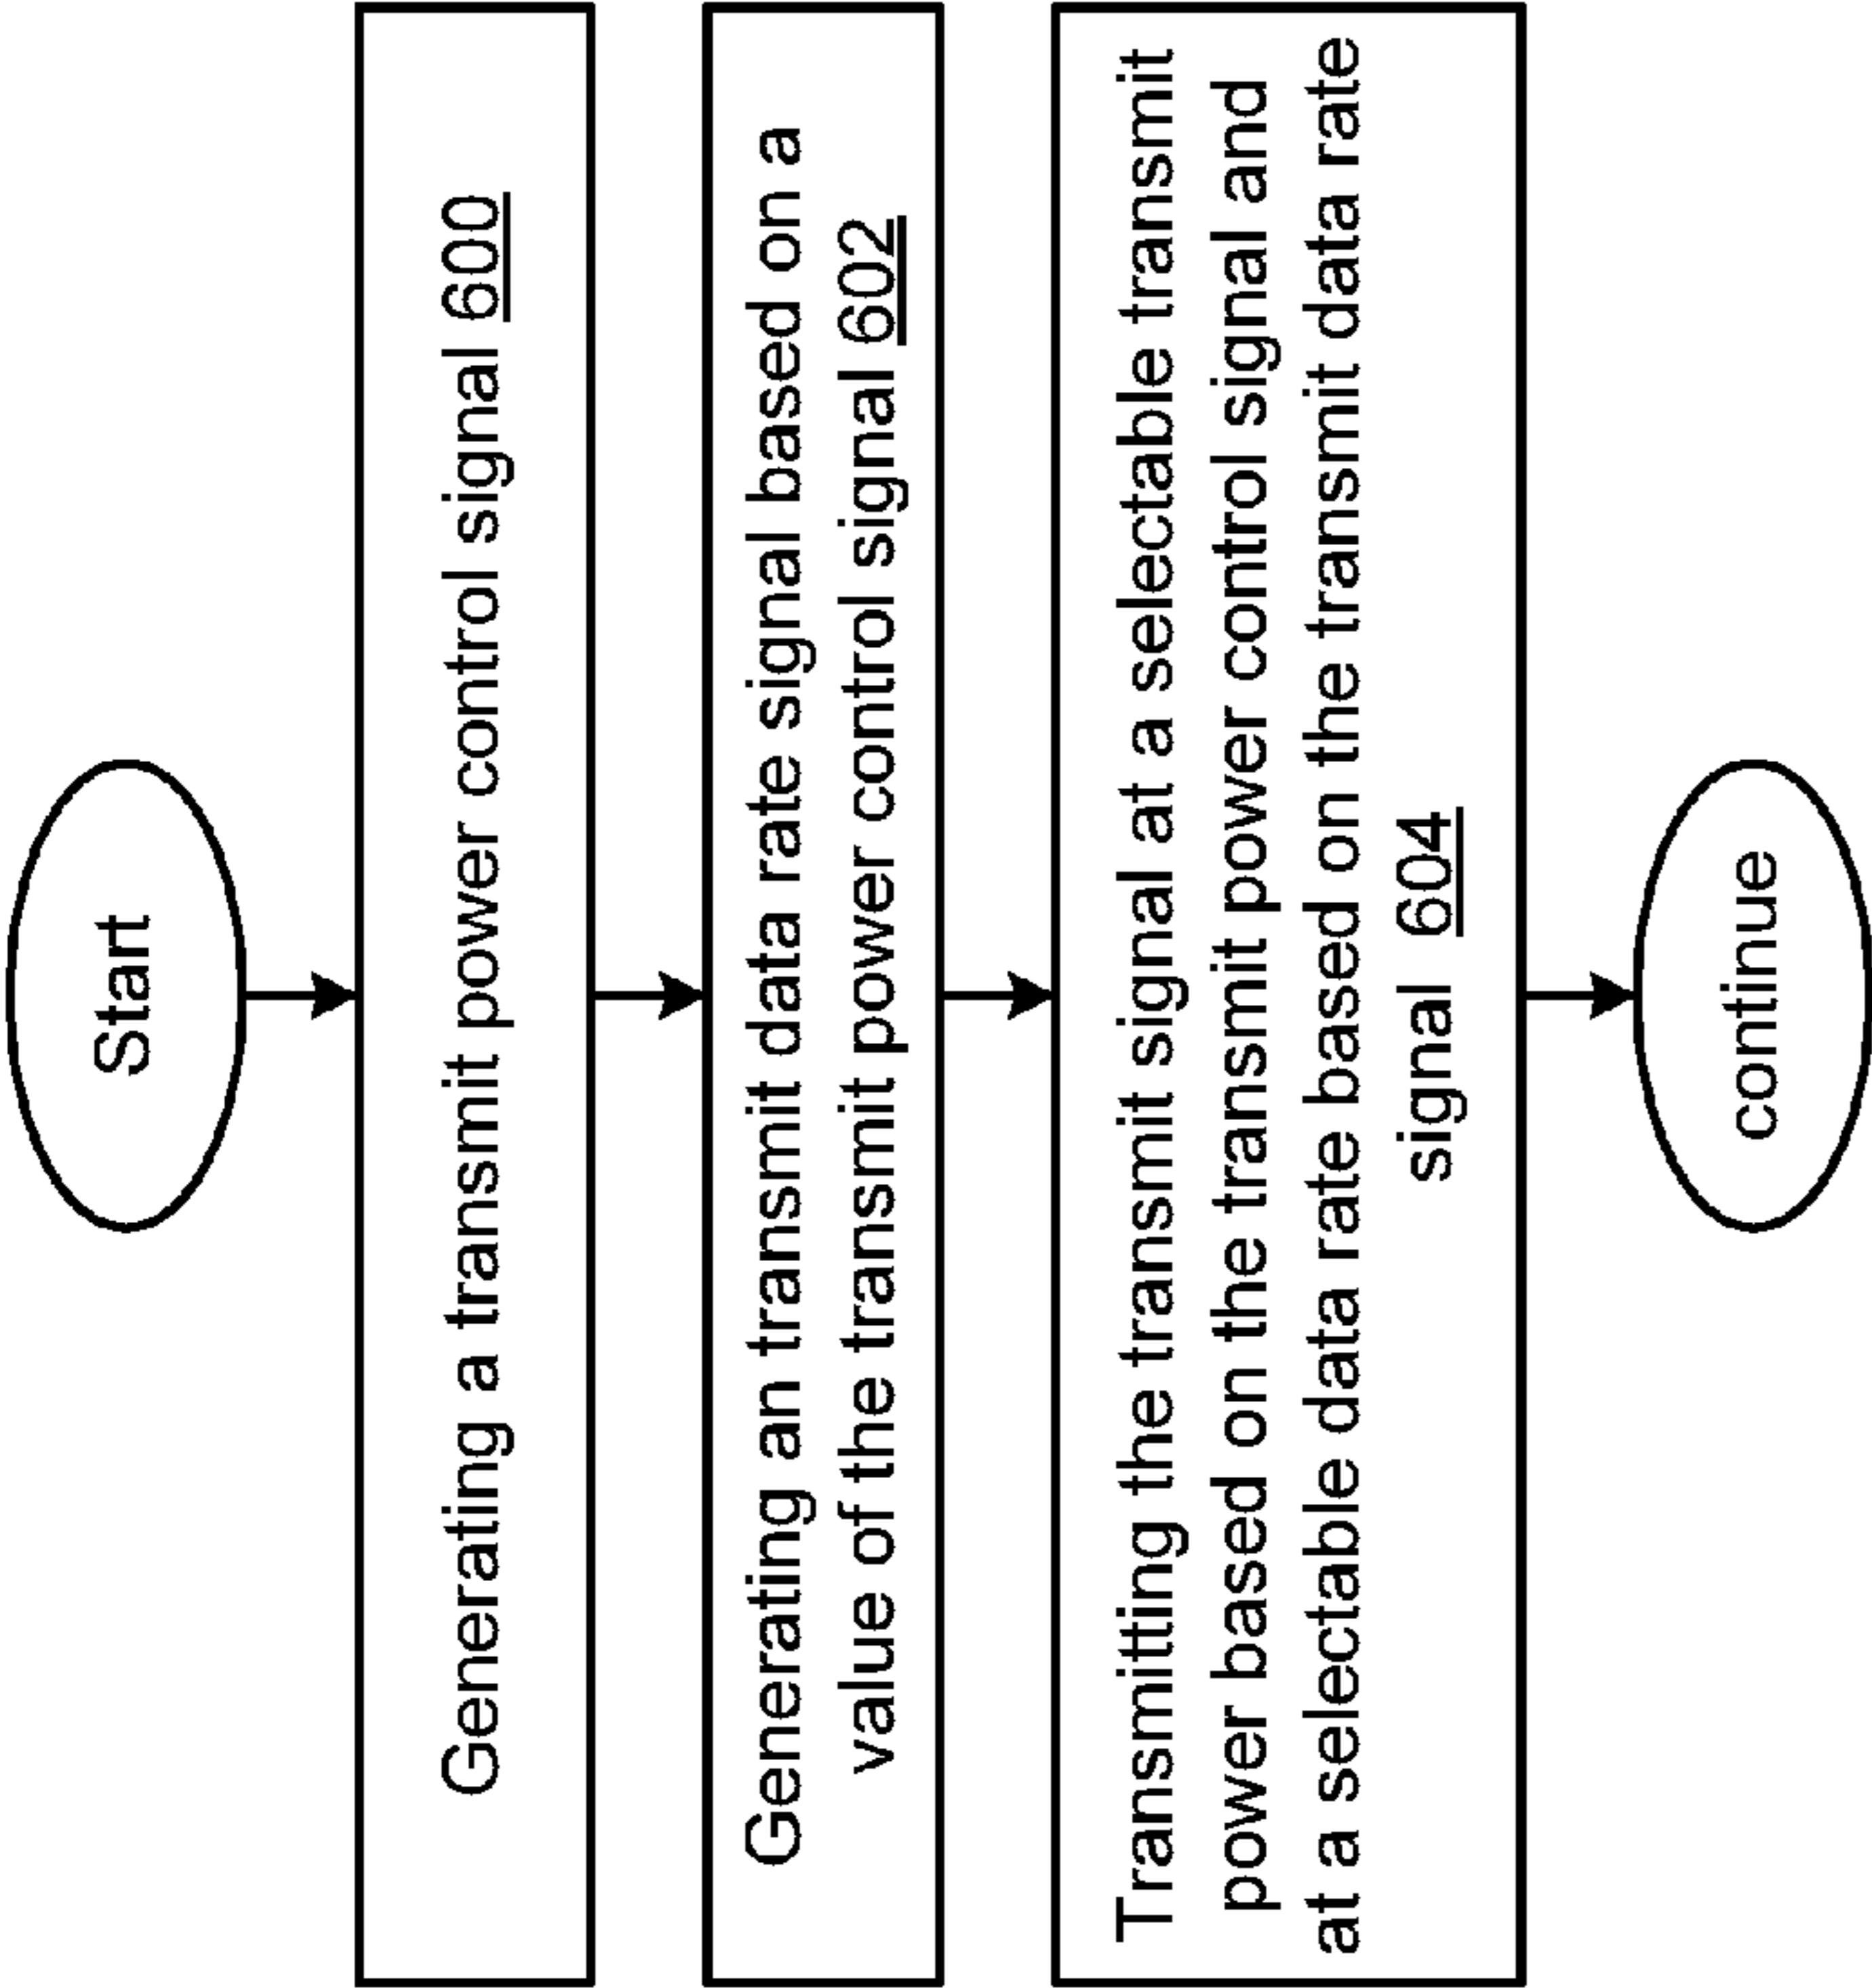 Start
Generating a transmit power control signal 600
Generating an transmit data rate signal based on a
value of the transmit power control signal 602
Transmitting the transmit signal at a selectable transmit
power based on the transmit power control signal and
at a selectable data rate based on the transmit data rate
signal 604
continue